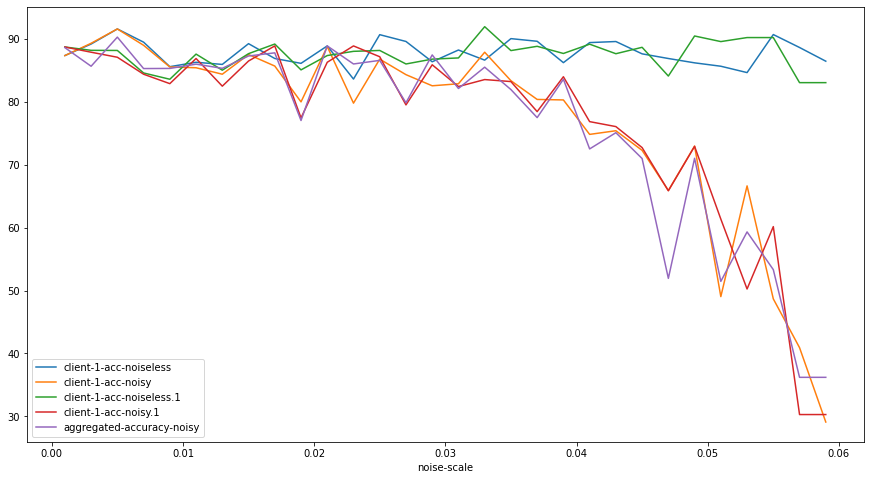 90
80
70
60
50
40
30
client-1-acc-noiseless
client-1-acc-noisy
client-1-acc-noiseless.1
client-1-acc-noisy.1
aggregated-accuracy-noisy
0.00 0.01 0.02 0.03 0.04 0.05 0.06
noise-scale